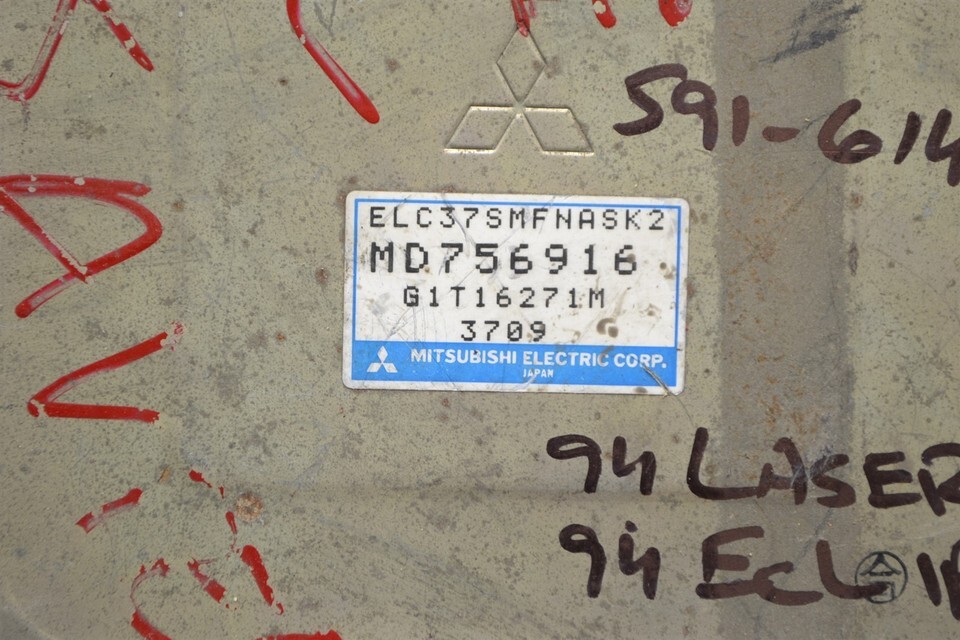 591-614
ELC37SMFNASK2
MD756916
G1T16271M
3709
MITSUBISHI ELECTRIC CORP.
JAPAN
94 LASER
94 ECL